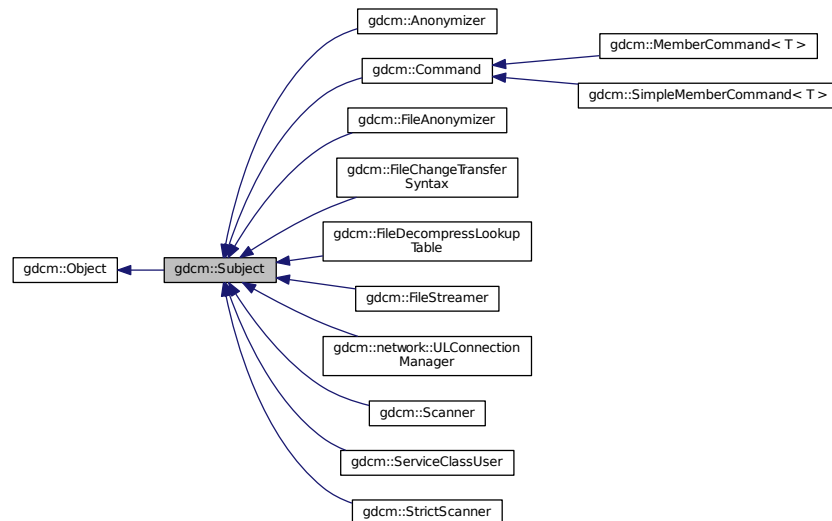 gdcm::Anonymizer
gdcm::MemberCommand< T >
gdcm::Command
gdcm::SimpleMemberCommand< T >
gdcm::FileAnonymizer
gdcm::FileChangeTransfer
Syntax
gdcm::FileDecompressLookup
Table
gdcm::Object
gdcm::Subject
gdcm::FileStreamer
gdcm::network::ULConnection
Manager
gdcm::Scanner
gdcm::ServiceClassUser
gdcm::StrictScanner